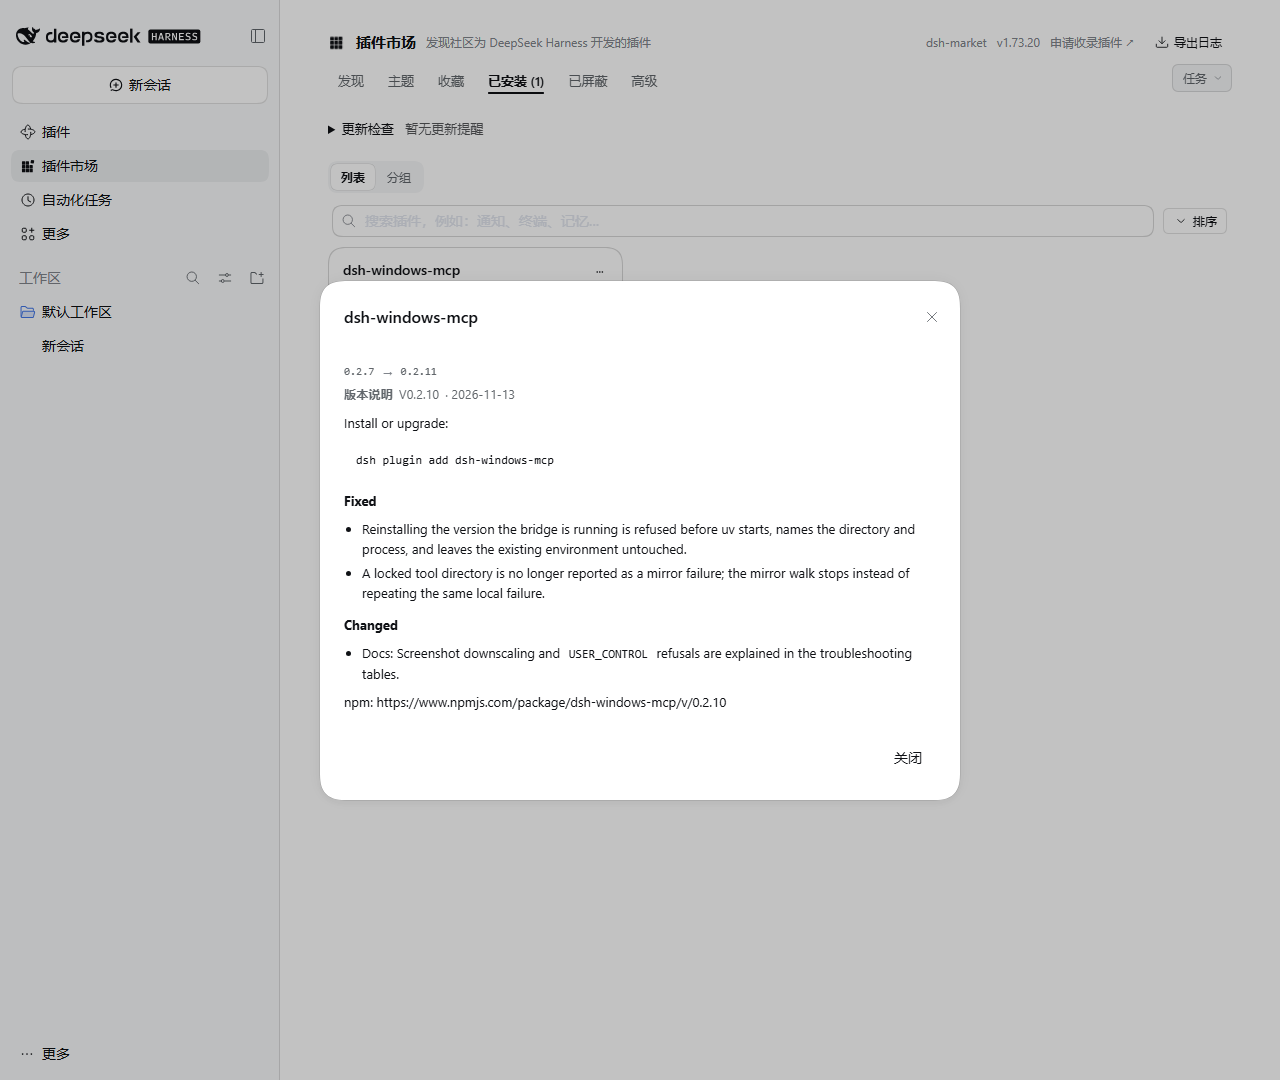 deepseek HARNESS
新会话
插件
插件市场
自动化任务
更多
工作区
默认工作区
新会话
更多
插件市场 发现社区为 DeepSeek Harness 开发的插件
dsh-market v1.73.20 申请收录插件↗ 导出日志
发现 主题 收藏 已安装 (1) 已屏蔽 高级
任务
更新检查 暂无更新提醒
列表 分组
搜索插件，例如：通知、终端、记忆...
排序
dsh-windows-mcp ...
dsh-windows-mcp
0.2.7 → 0.2.11
版本说明 V0.2.10 · 2026-11-13
Install or upgrade:
dsh plugin add dsh-windows-mcp
Fixed
• Reinstalling the version the bridge is running is refused before uv starts, names the directory and
process, and leaves the existing environment untouched.
• A locked tool directory is no longer reported as a mirror failure; the mirror walk stops instead of
repeating the same local failure.
Changed
• Docs: Screenshot downscaling and USER_CONTROL refusals are explained in the troubleshooting
tables.
npm: https://www.npmjs.com/package/dsh-windows-mcp/v/0.2.10
关闭